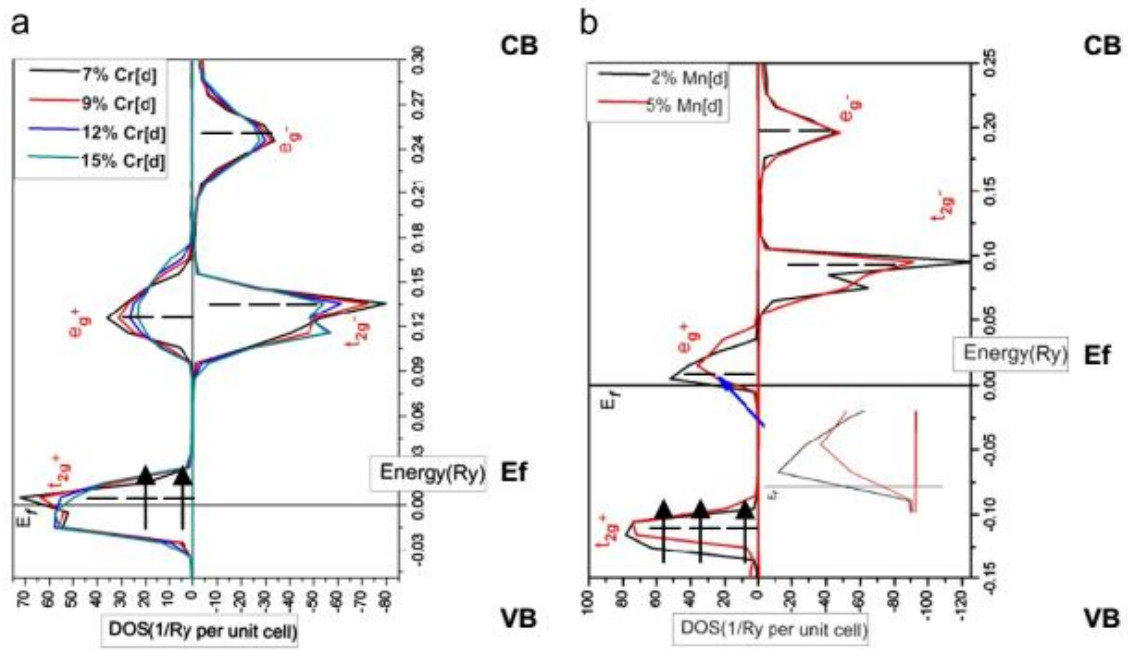 a
CB
7% Cr[d]
9% Cr[d]
12% Cr[d]
15% Cr[d]
eg-
eg+
t2g-
t2g+
Ef
0.30
0.27
0.24
0.21
0.18
0.15
0.12
0.09
0.06
0.03
0.00
-0.03
Energy(Ry)
Ef
70 60 50 40 30 20 10 0 -10 -20 -30 -40 -50 -60 -70 -80
DOS(1/Ry per unit cell)
VB
b
CB
2% Mn[d]
5% Mn[d]
eg-
t2g-
eg+
Ef
t2g+
Ef
0.25
0.20
0.15
0.10
0.05
0.00
-0.05
-0.10
-0.15
Energy(Ry)
Ef
100 80 60 40 20 0 -20 -40 -60 -80 -100 -120
DOS(1/Ry per unit cell)
VB